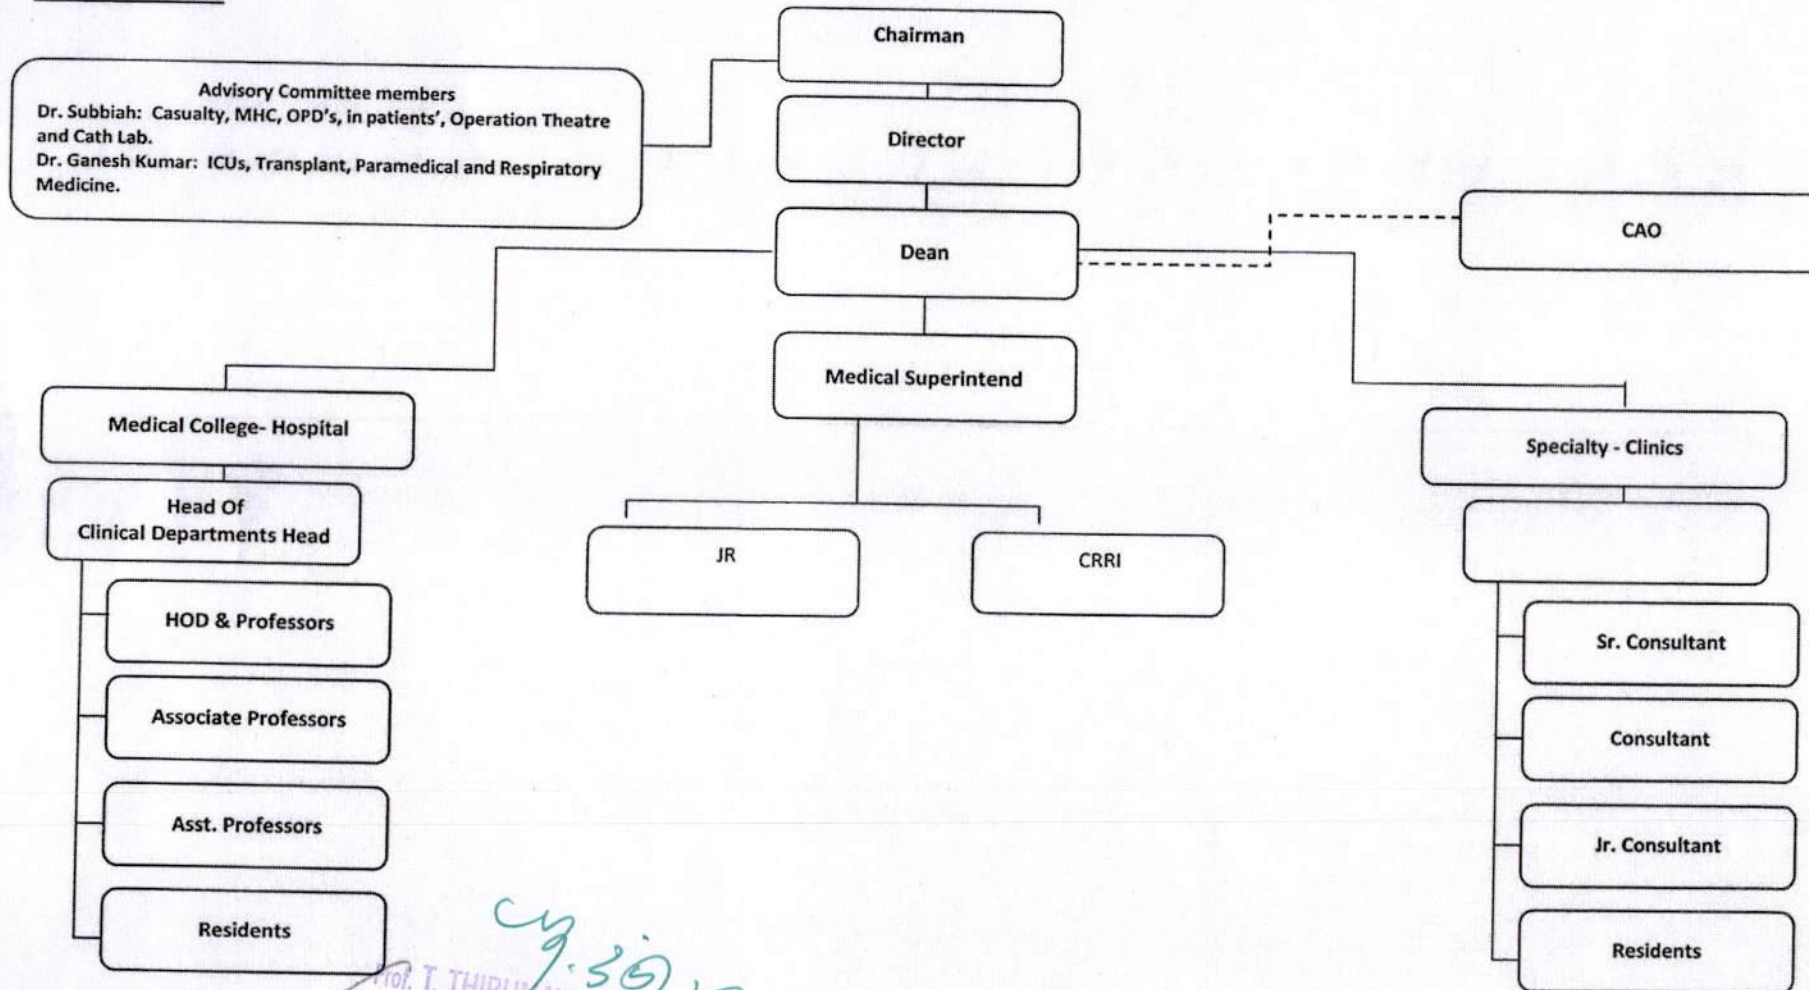 Chairman
Advisory Committee members
Dr. Subbiah: Casualty, MHC, OPD's, in patients', Operation Theatre
and Cath Lab.
Dr. Ganesh Kumar: ICUs, Transplant, Paramedical and Respiratory
Medicine.
Director
Dean
CAO
Medical Superintend
Medical College- Hospital
Specialty - Clinics
Head Of
Clinical Departments Head
JR
CRRI
HOD & Professors
Associate Professors
Asst. Professors
Residents
Sr. Consultant
Consultant
Jr. Consultant
Residents
Prof. T.